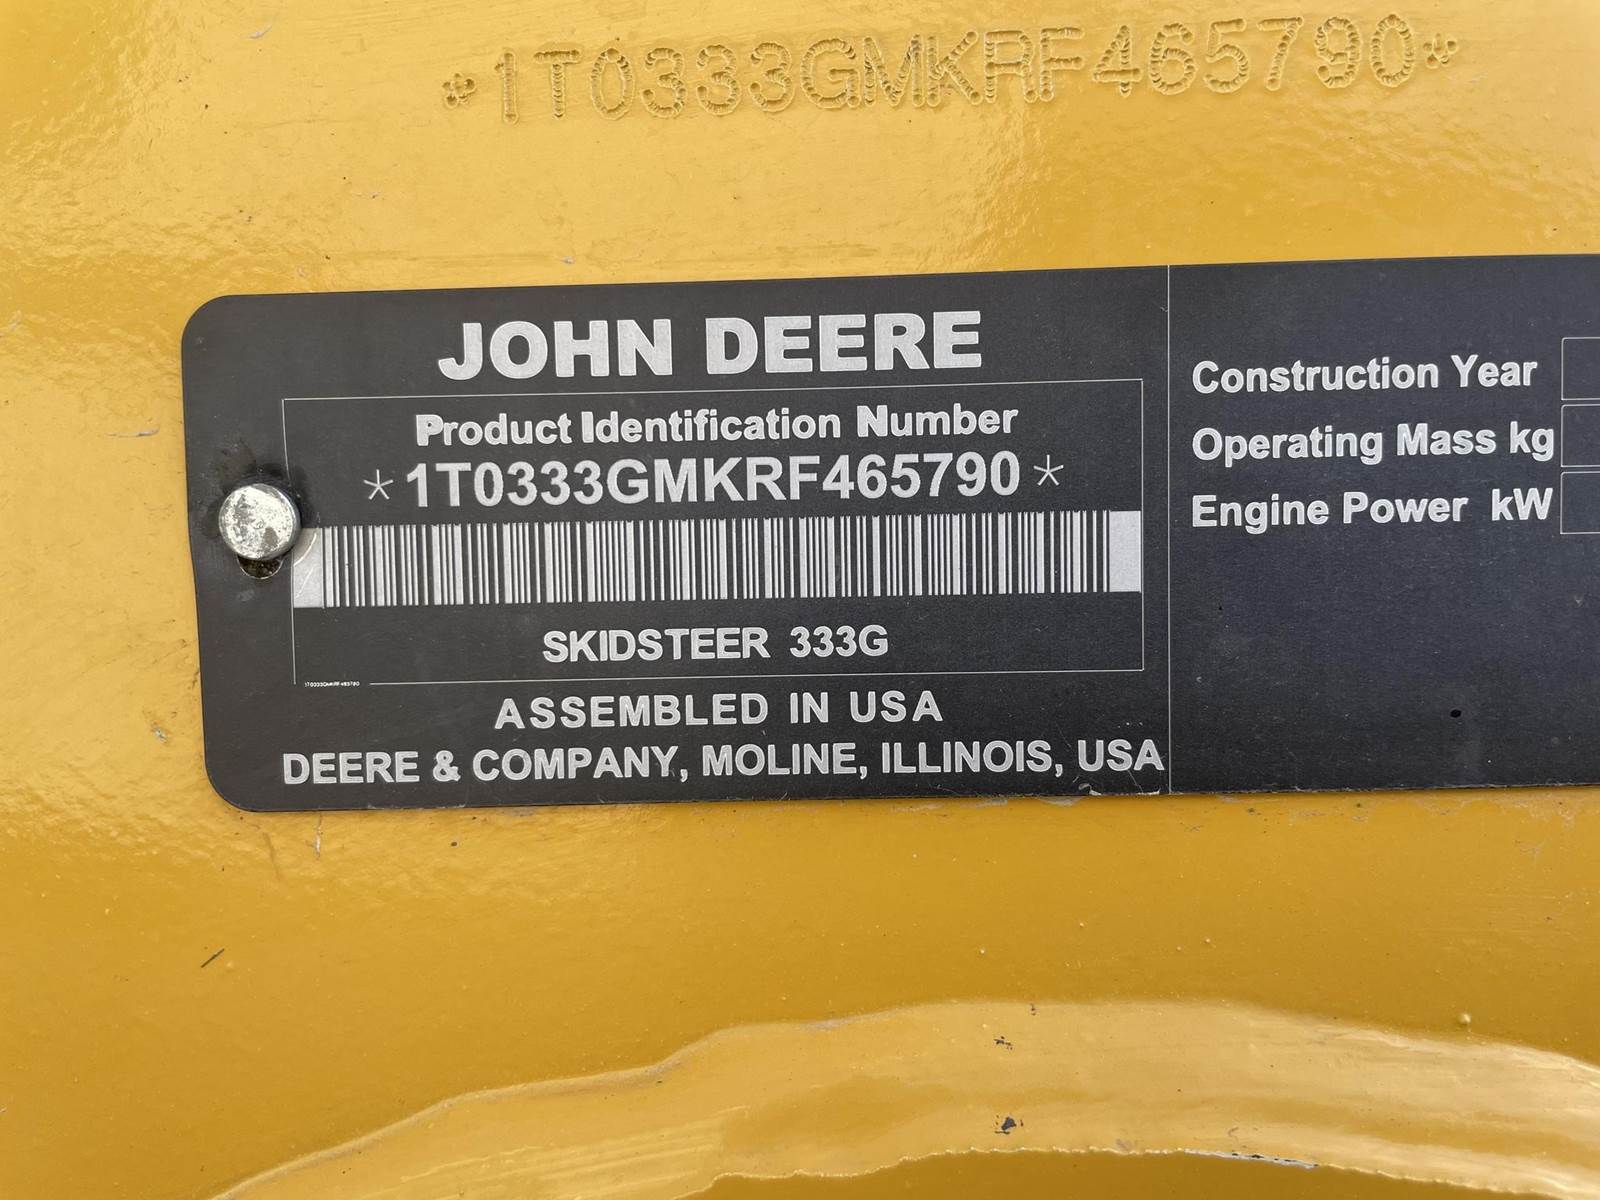 *1T0333GMKRF465790*
JOHN DEERE
Product Identification Number
*1T0333GMKRF465790*
SKIDSTEER 333G
1T0333GMKRF465790
ASSEMBLED IN USA
DEERE & COMPANY, MOLINE, ILLINOIS, USA
Construction Year
Operating Mass kg
Engine Power kW